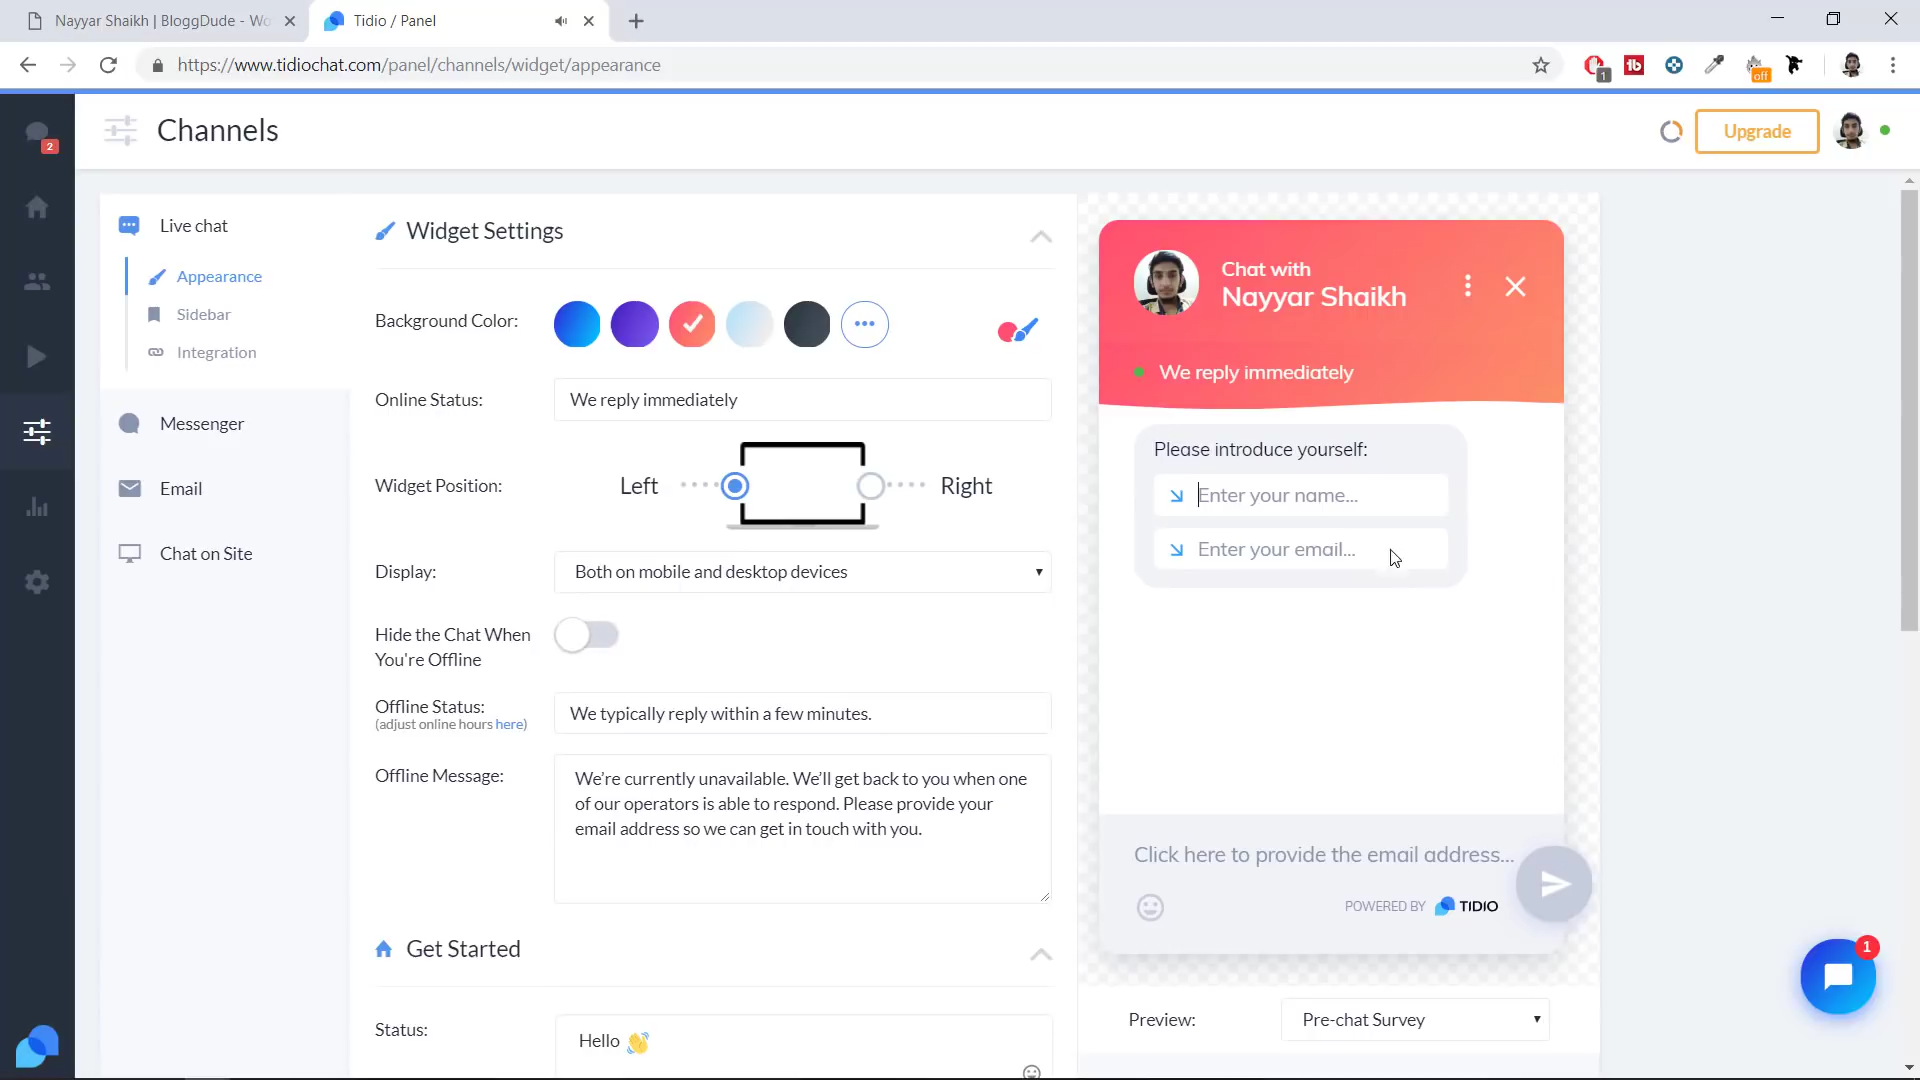 Nayyar Shaikh | BloggDude - Wo
Tidio / Panel
https://www.tidiochat.com/panel/channels/widget/appearance
1
off
2
Channels
Upgrade
Live chat
Appearance
Sidebar
Integration
Messenger
Email
Chat on Site
Widget Settings
Background Color:
Online Status:
We reply immediately
Widget Position:
Left
Right
Display:
Both on mobile and desktop devices
Hide the Chat When
You're Offline
Offline Status:
(adjust online hours here)
We typically reply within a few minutes.
Offline Message:
We’re currently unavailable. We’ll get back to you when one
of our operators is able to respond. Please provide your
email address so we can get in touch with you.
Get Started
Status:
Hello 👋
Chat with
Nayyar Shaikh
We reply immediately
Please introduce yourself:
Enter your name...
Enter your email...
Click here to provide the email address...
POWERED BY TIDIO
Preview:
Pre-chat Survey
1